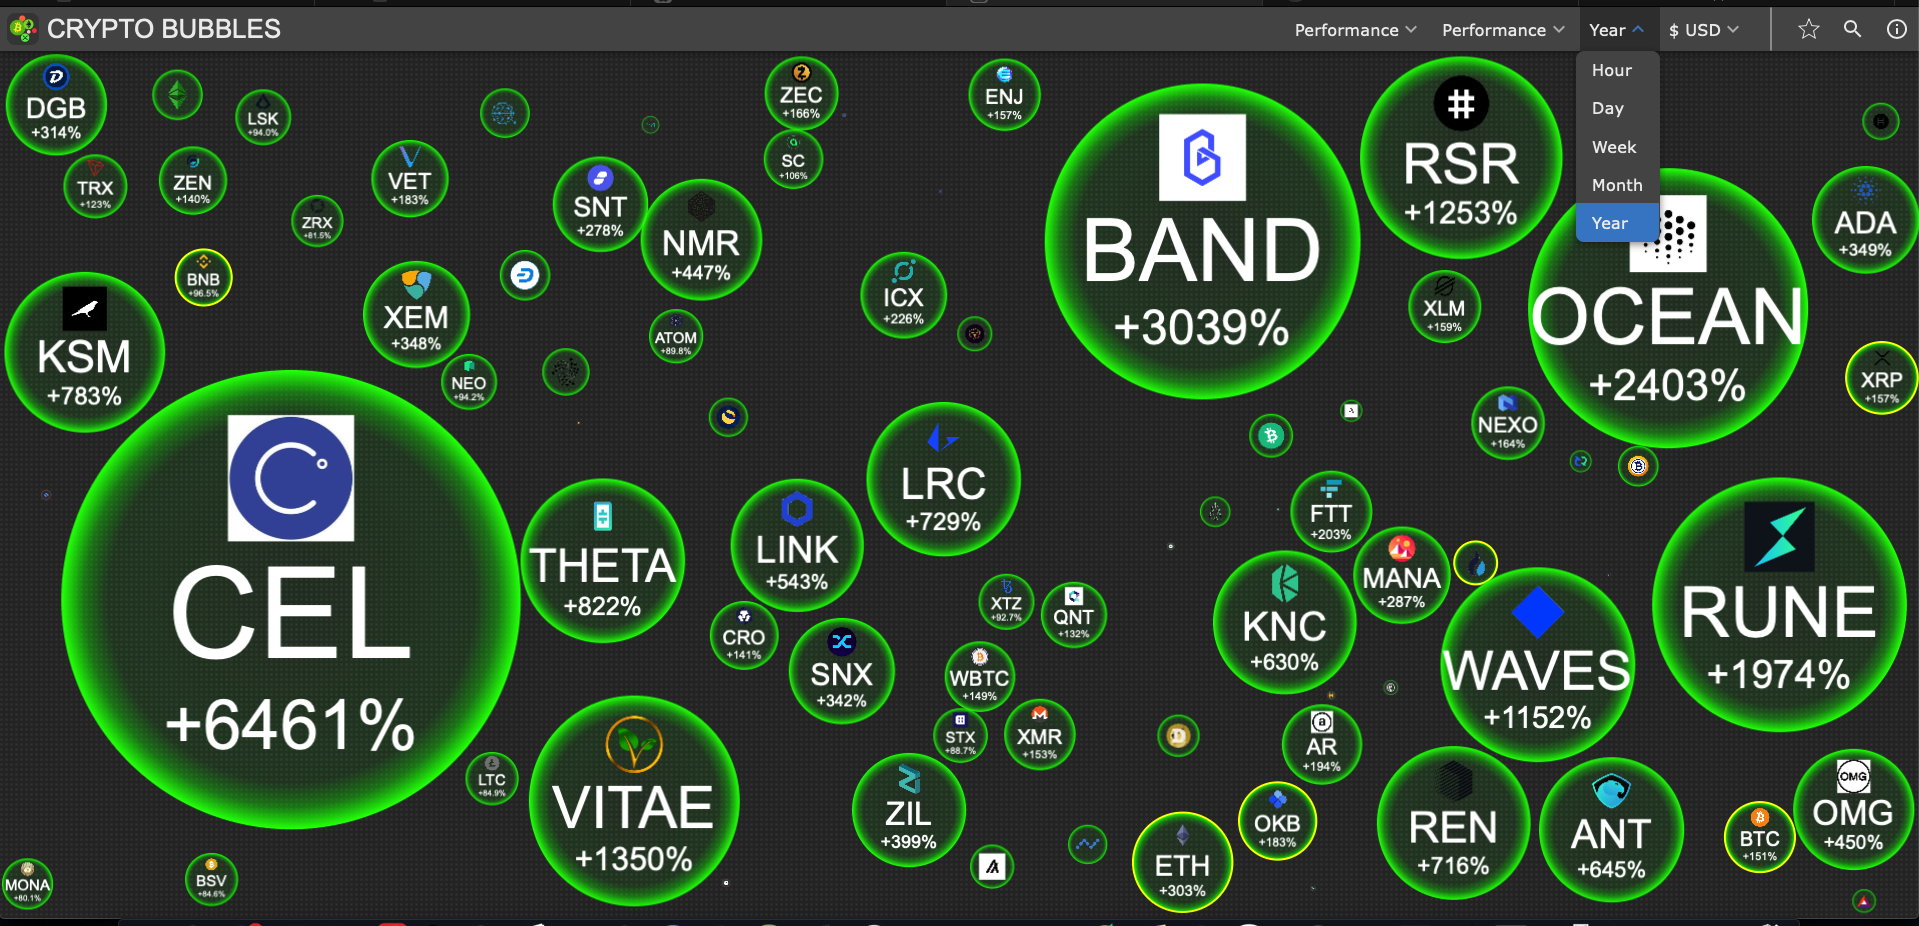 CRYPTO BUBBLES
Performance
Performance
Year
$ USD
Hour
Day
Week
Month
Year
DGB
+314%
LSK
+94.0%
TRX
+123%
ZEN
+140%
ZRX
+81.5%
VET
+183%
BNB
+96.5%
KSM
+783%
XEM
+348%
NEO
+94.2%
SNT
+278%
NMR
+447%
ATOM
+89.8%
ZEC
+166%
SC
+106%
ICX
+226%
ENJ
+157%
BAND
+3039%
RSR
+1253%
XLM
+159%
OCEAN
+2403%
ADA
+349%
XRP
+157%
NEXO
+164%
CEL
+6461%
THETA
+822%
LINK
+543%
LRC
+729%
FTT
+203%
MANA
+287%
KNC
+630%
WAVES
+1152%
RUNE
+1974%
XTZ
+92.7%
QNT
+132%
CRO
+141%
SNX
+342%
WBTC
+149%
STX
+88.7%
XMR
+153%
AR
+194%
LTC
+84.9%
VITAE
+1350%
ZIL
+399%
ETH
+303%
OKB
+183%
REN
+716%
ANT
+645%
BTC
+151%
OMG
OMG
+450%
MONA
+80.1%
BSV
+84.6%